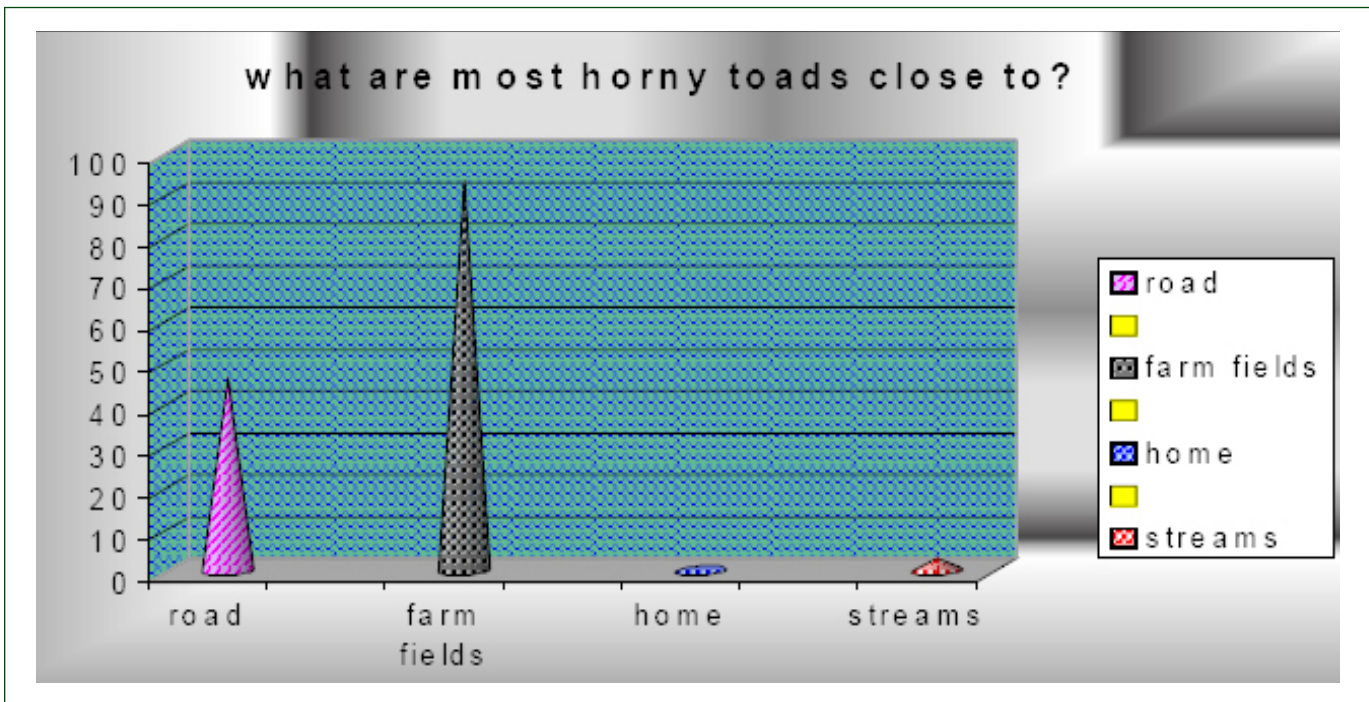 what are most horny toads close to?
100
90
80
70
60
50
40
30
20
10
0
road
farm
fields
home
streams
road
farm fields
home
streams